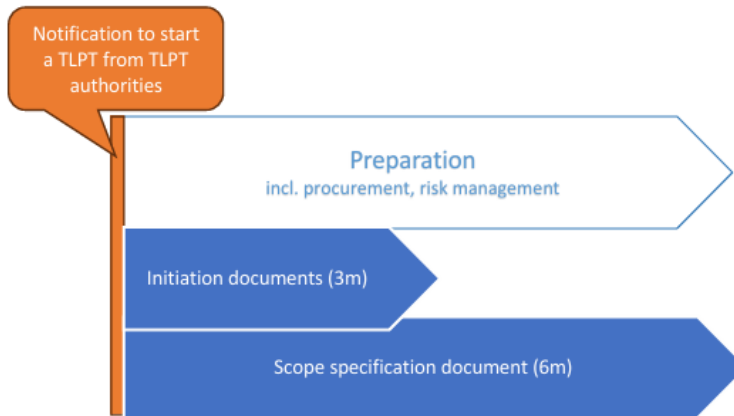 Notification to start
a TLPT from TLPT
authorities
Preparation
incl. procurement, risk management
Initiation documents (3m)
Scope specification document (6m)